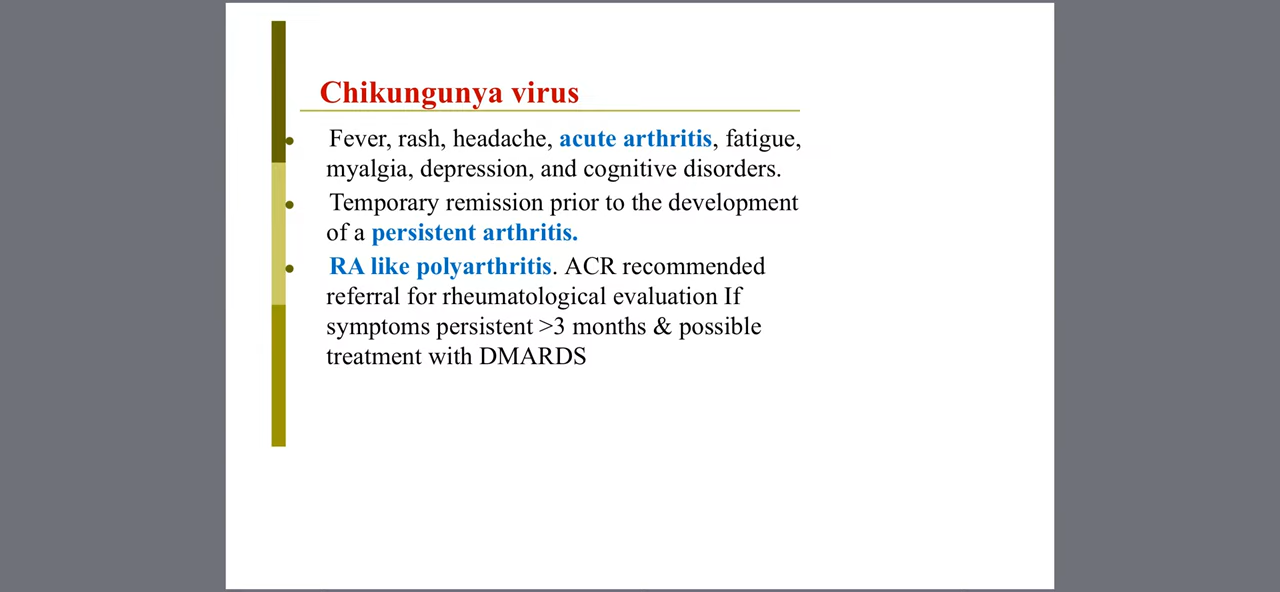 Chikungunya virus
• Fever, rash, headache, acute arthritis, fatigue,
myalgia, depression, and cognitive disorders.
• Temporary remission prior to the development
of a persistent arthritis.
• RA like polyarthritis. ACR recommended
referral for rheumatological evaluation If
symptoms persistent >3 months & possible
treatment with DMARDS